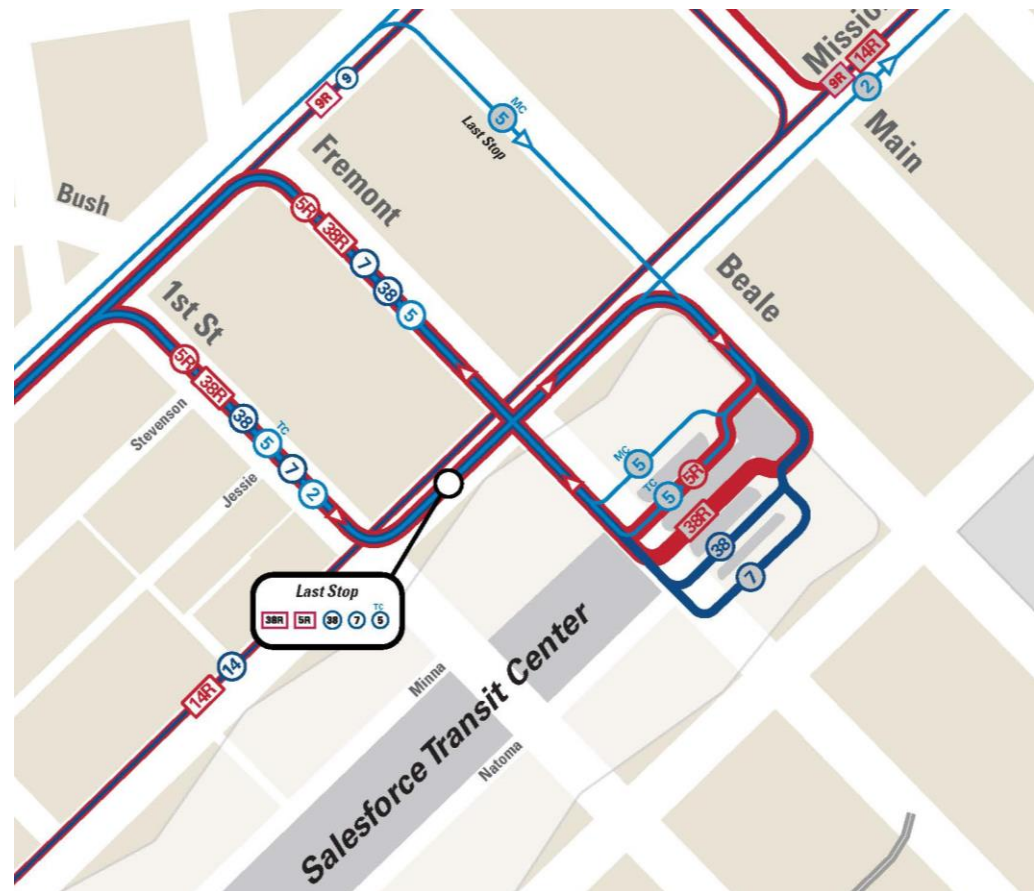 Mission
9R
14R
2
9
9R
MC
5
Last Stop
Main
Fremont
Bush
5R
38R
7
38
5
Beale
1st St
5R
38R
38
TC
5
7
2
Stevenson
Jessie
MC
5
5R
TC
5
38R
38
7
Last Stop
TC
38R 5R 38 7 5
14
14R
Minna
Natoma
Salesforce Transit Center